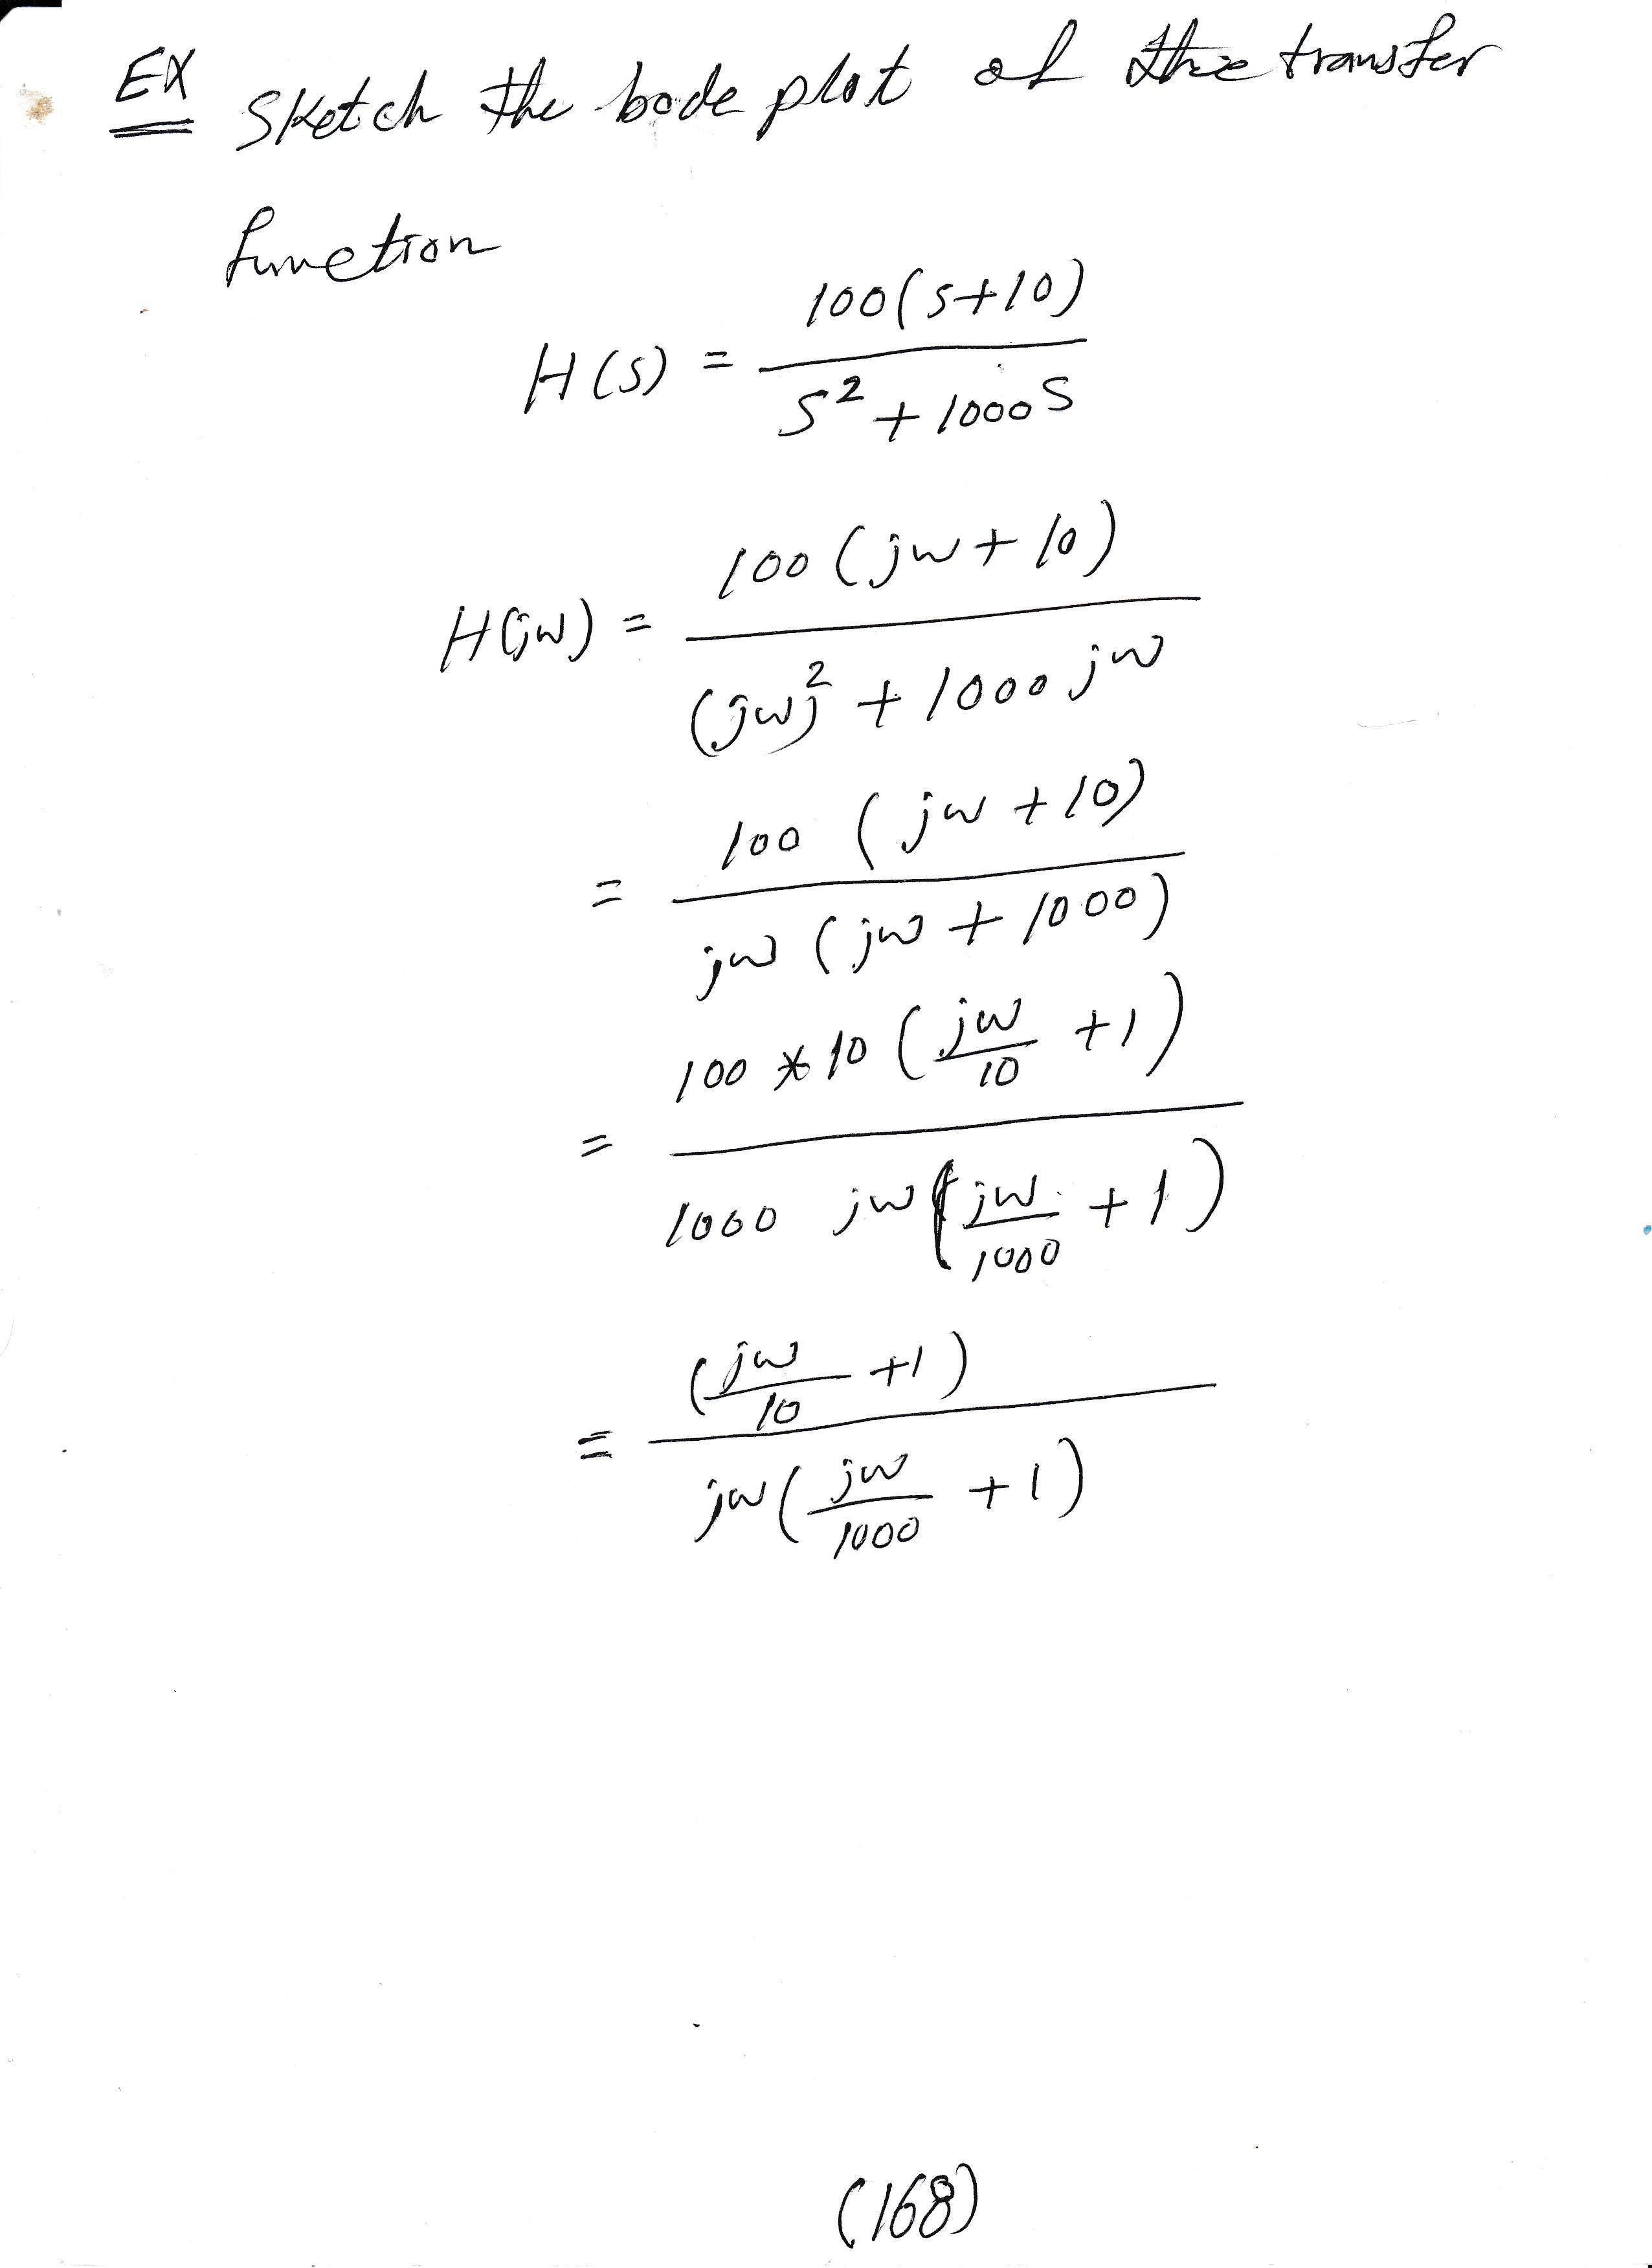 EX Sketch the bode plot of the transfer
function
H(s) = 100(s+10) / s² + 1000s
H(jw) = 100(jw+10) / (jw)² + 1000 jw
= 100 (jw+10) / jw (jw+1000)
= 100 * 10 (jw/10 + 1) / 1000 jw (jw/1000 + 1)
= (jw/10 + 1) / jw (jw/1000 + 1)
(168)